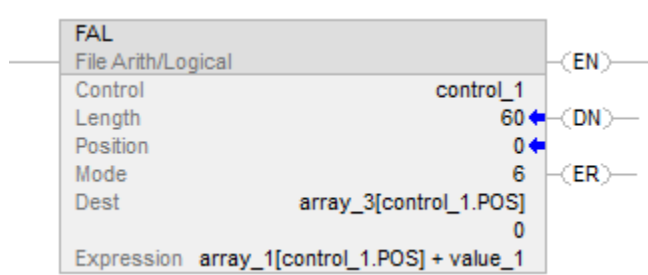 FAL
File Arith/Logical
EN
Control control_1
Length 60
DN
Position 0
Mode 6
ER
Dest array_3[control_1.POS]
0
Expression array_1[control_1.POS] + value_1